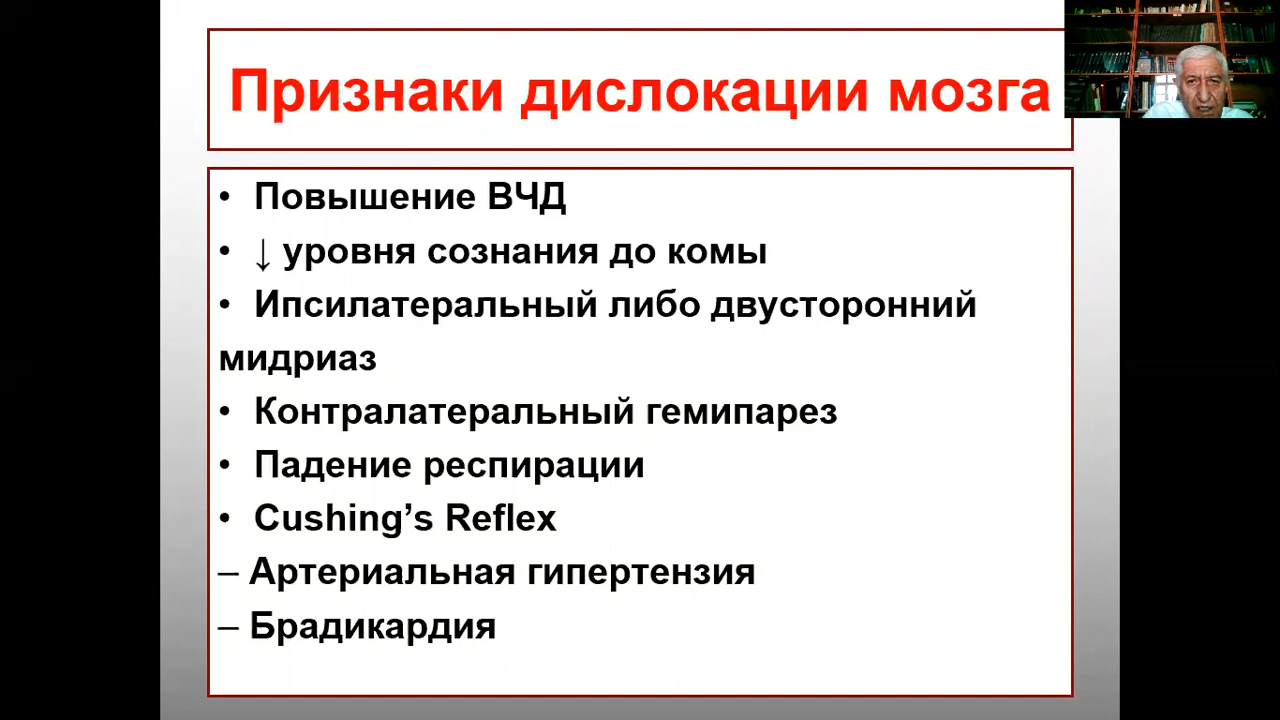 Признаки дислокации мозга
• Повышение ВЧД
• ↓ уровня сознания до комы
• Ипсилатеральный либо двусторонний
мидриаз
• Контралатеральный гемипарез
• Падение респирации
• Cushing’s Reflex
– Артериальная гипертензия
– Брадикардия